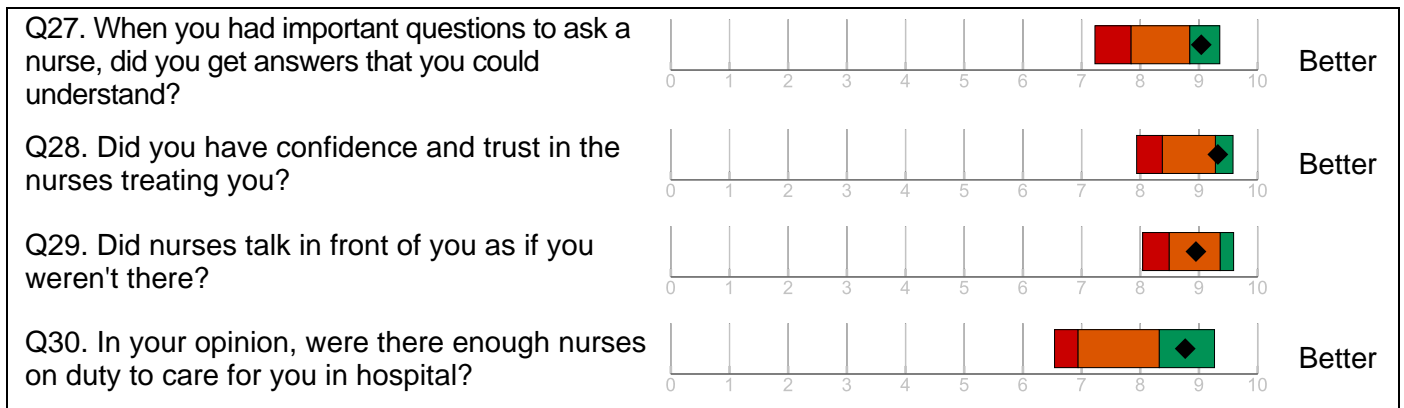 Q27. When you had important questions to ask a
nurse, did you get answers that you could
understand?
0 1 2 3 4 5 6 7 8 9 10
Better
Q28. Did you have confidence and trust in the
nurses treating you?
0 1 2 3 4 5 6 7 8 9 10
Better
Q29. Did nurses talk in front of you as if you
weren't there?
0 1 2 3 4 5 6 7 8 9 10
Q30. In your opinion, were there enough nurses
on duty to care for you in hospital?
0 1 2 3 4 5 6 7 8 9 10
Better